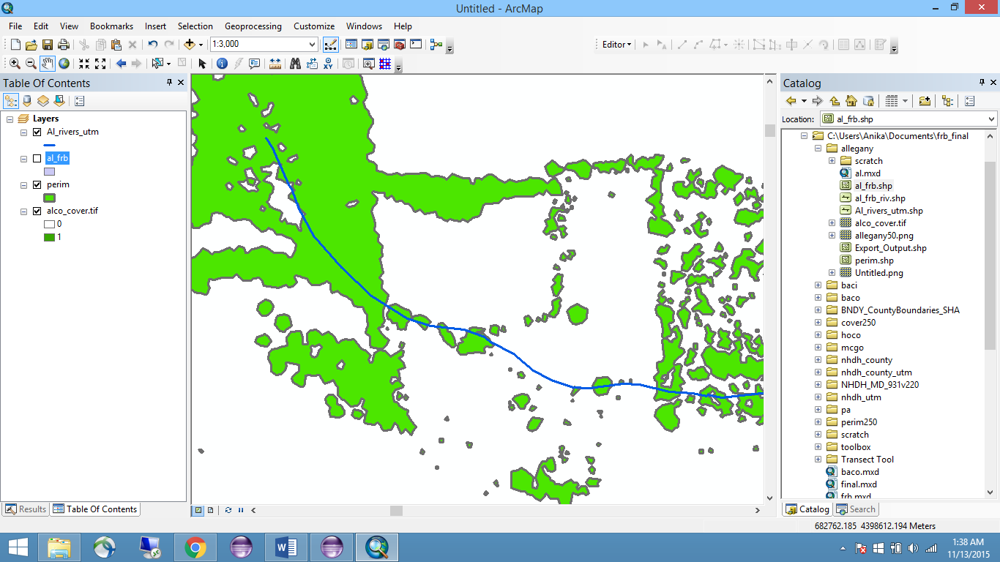 Untitled - ArcMap
File Edit View Bookmarks Insert Selection Geoprocessing Customize Windows Help
1:3,000
Editor
XY
Table Of Contents
Layers
Al_rivers_utm
al_frb
perim
alco_cover.tif
0
1
Results Table Of Contents
Catalog
Location: al_frb.shp
C:\Users\Anika\Documents\frb_final
allegany
scratch
al.mxd
al_frb.shp
al_frb_riv.shp
Al_rivers_utm.shp
alco_cover.tif
allegany50.png
Export_Output.shp
perim.shp
Untitled.png
baci
baco
BNDY_CountyBoundaries_SHA
cover250
hoco
mcgo
nhdh_county
nhdh_county_utm
NHDH_MD_931v220
nhdh_utm
pa
perim250
scratch
toolbox
Transect Tool
baco.mxd
final.mxd
frb.mxd
Catalog Search
682762.185 4398612.194 Meters
1:38 AM
11/13/2015